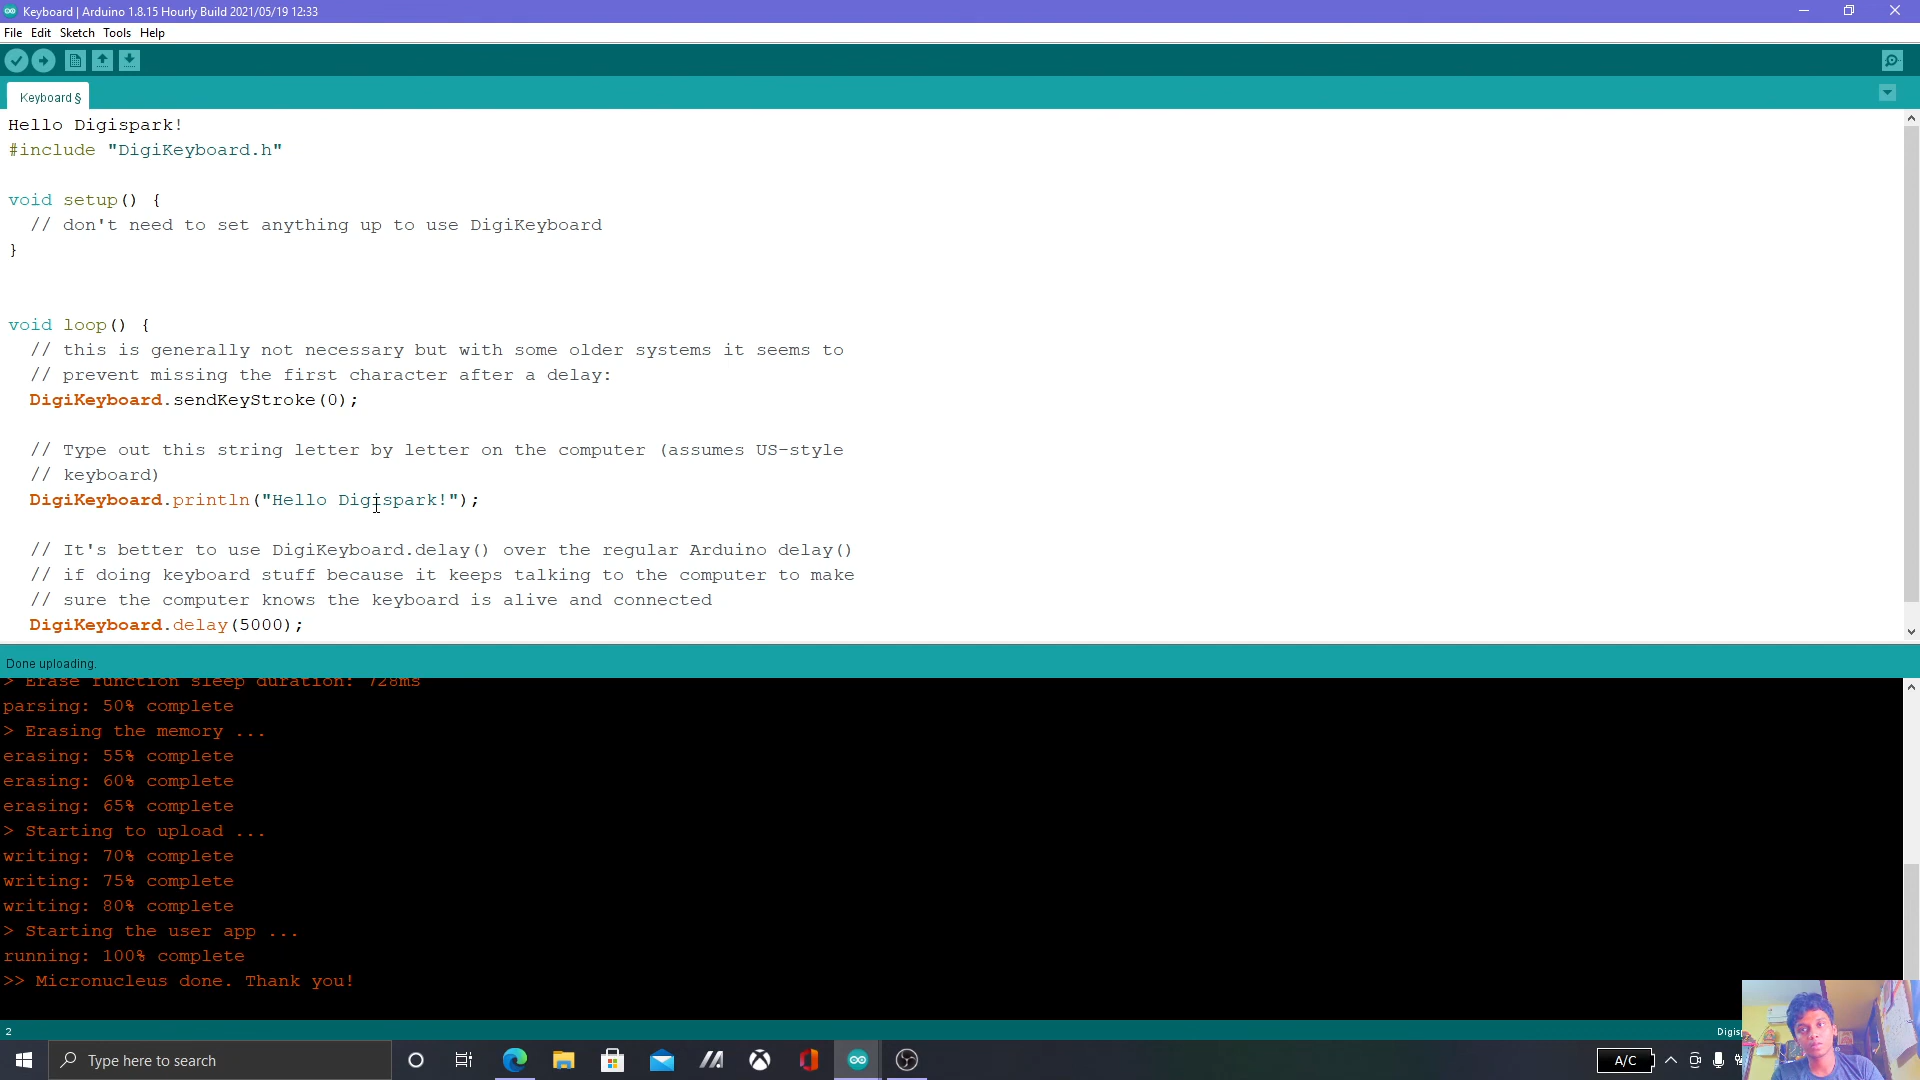 Keyboard | Arduino 1.8.15 Hourly Build 2021/05/19 12:33
File Edit Sketch Tools Help
Keyboard §
Hello Digispark!
#include "DigiKeyboard.h"
void setup() {
// don't need to set anything up to use DigiKeyboard
}
void loop() {
// this is generally not necessary but with some older systems it seems to
// prevent missing the first character after a delay:
DigiKeyboard.sendKeyStroke(0);
// Type out this string letter by letter on the computer (assumes US-style
// keyboard)
DigiKeyboard.println("Hello Digispark!");
// It's better to use DigiKeyboard.delay() over the regular Arduino delay()
// if doing keyboard stuff because it keeps talking to the computer to make
// sure the computer knows the keyboard is alive and connected
DigiKeyboard.delay(5000);
Done uploading.
> Erase function sleep duration: 728ms
parsing: 50% complete
> Erasing the memory ...
erasing: 55% complete
erasing: 60% complete
erasing: 65% complete
> Starting to upload ...
writing: 70% complete
writing: 75% complete
writing: 80% complete
> Starting the user app ...
running: 100% complete
>> Micronucleus done. Thank you!
2
Type here to search
A/C